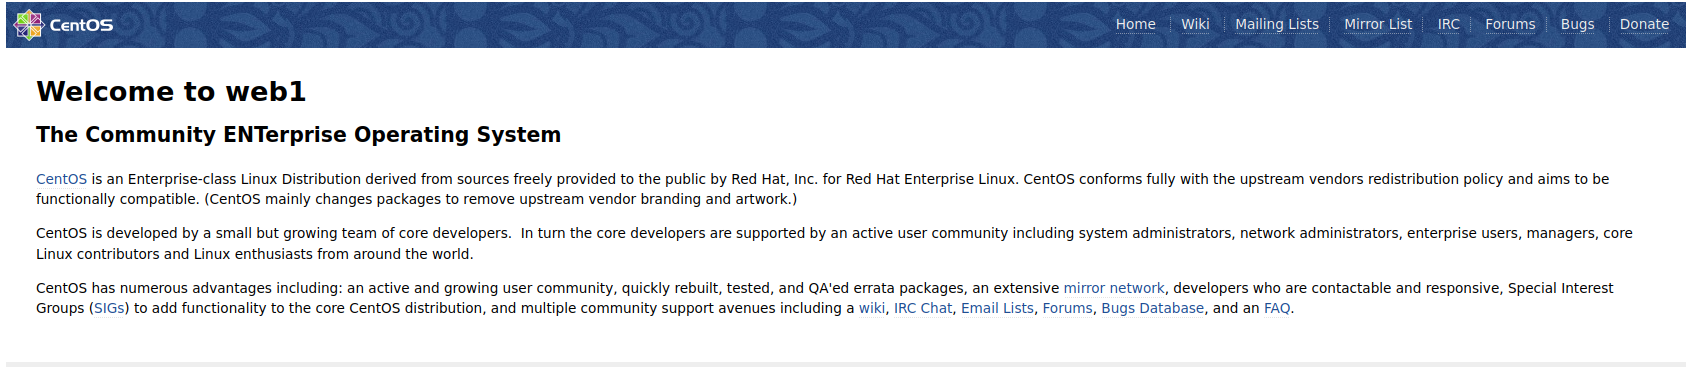 CentOS
Home Wiki Mailing Lists Mirror List IRC Forums Bugs Donate
Welcome to web1
The Community ENTerprise Operating System
CentOS is an Enterprise-class Linux Distribution derived from sources freely provided to the public by Red Hat, Inc. for Red Hat Enterprise Linux. CentOS conforms fully with the upstream vendors redistribution policy and aims to be
functionally compatible. (CentOS mainly changes packages to remove upstream vendor branding and artwork.)
CentOS is developed by a small but growing team of core developers.  In turn the core developers are supported by an active user community including system administrators, network administrators, enterprise users, managers, core
Linux contributors and Linux enthusiasts from around the world.
CentOS has numerous advantages including: an active and growing user community, quickly rebuilt, tested, and QA'ed errata packages, an extensive mirror network, developers who are contactable and responsive, Special Interest
Groups (SIGs) to add functionality to the core CentOS distribution, and multiple community support avenues including a wiki, IRC Chat, Email Lists, Forums, Bugs Database, and an FAQ.